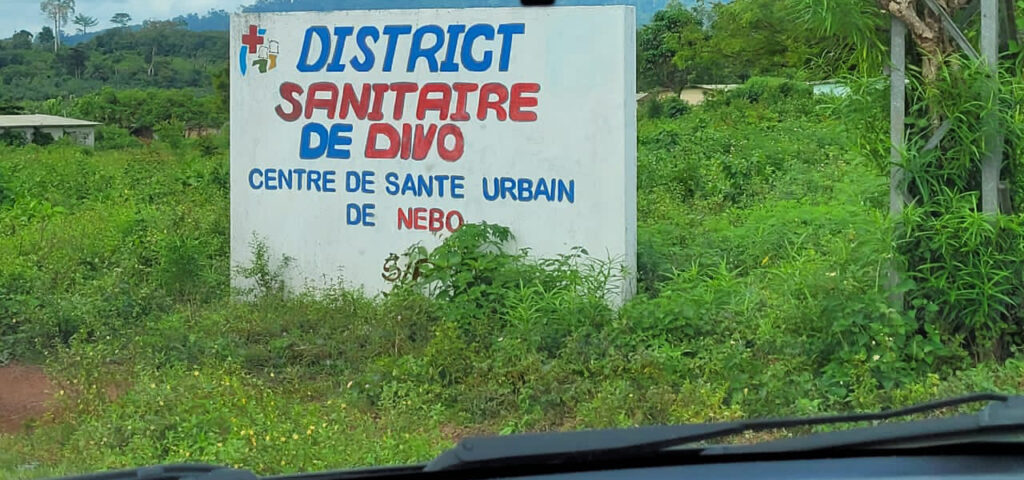 DISTRICT
SANITAIRE
DE DIVO
CENTRE DE SANTE URBAIN
DE NEBO